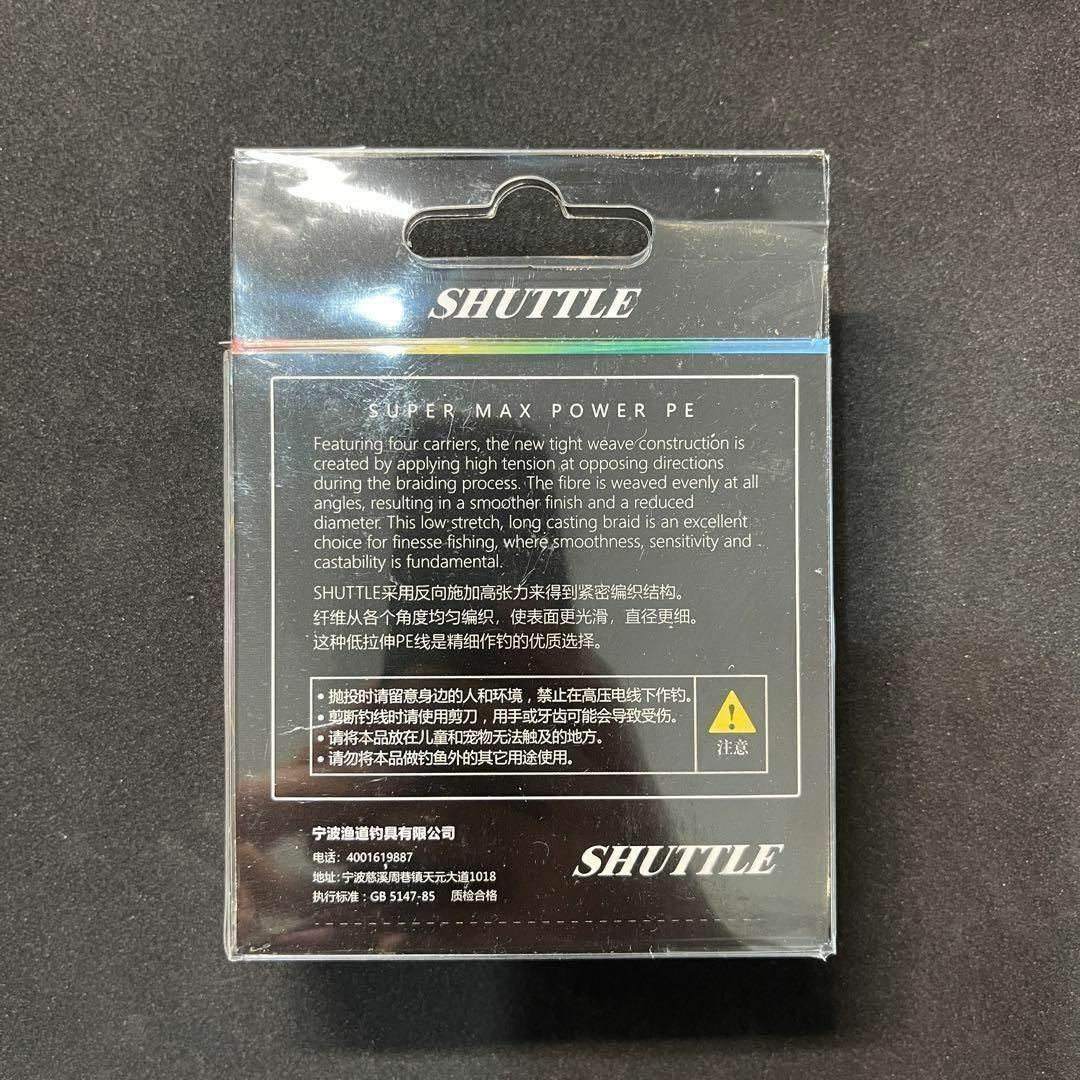 SHUTTLE
SUPER MAX POWER PE
Featuring four carriers, the new tight weave construction is
created by applying high tension at opposing directions
during the braiding process. The fibre is weaved evenly at all
angles, resulting in a smoother finish and a reduced
diameter. This low stretch, long casting braid is an excellent
choice for finesse fishing, where smoothness, sensitivity and
castability is fundamental.
SHUTTLE采用反向施加高张力来得到紧密编织结构。
纤维从各个角度均匀编织，使表面更光滑，直径更细。
这种低拉伸PE线是精细作钓的优质选择。
• 抛投时请留意身边的人和环境，禁止在高压电线下作钓。
• 剪断钓线时请使用剪刀，用手或牙齿可能会导致受伤。
• 请将本品放在儿童和宠物无法触及的地方。
• 请勿将本品做钓鱼外的其它用途使用。
注意
宁波渔道钓具有限公司
电话：4001619887
地址：宁波慈溪周巷镇天元大道1018
执行标准：GB 5147-85 质检合格
SHUTTLE